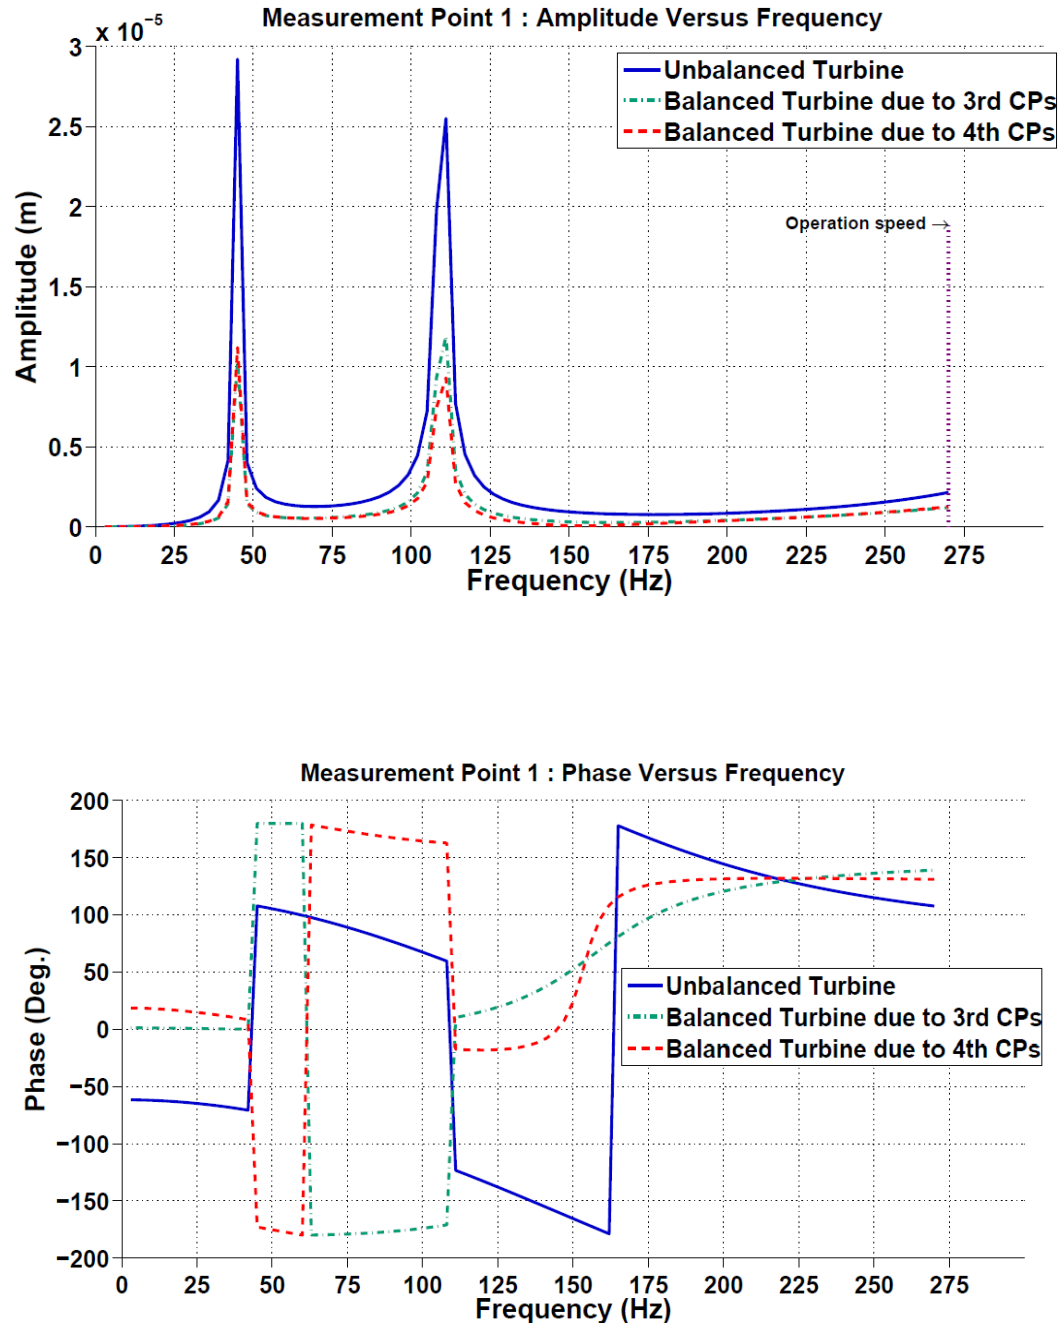 Measurement Point 1 : Amplitude Versus Frequency
x 10⁻⁵
3
2.5
2
1.5
1
0.5
0
Amplitude (m)
Unbalanced Turbine
Balanced Turbine due to 3rd CPs
Balanced Turbine due to 4th CPs
Operation speed →
0 25 50 75 100 125 150 175 200 225 250 275
Frequency (Hz)
Measurement Point 1 : Phase Versus Frequency
200
150
100
50
0
−50
−100
−150
−200
Phase (Deg.)
Unbalanced Turbine
Balanced Turbine due to 3rd CPs
Balanced Turbine due to 4th CPs
0 25 50 75 100 125 150 175 200 225 250 275
Frequency (Hz)